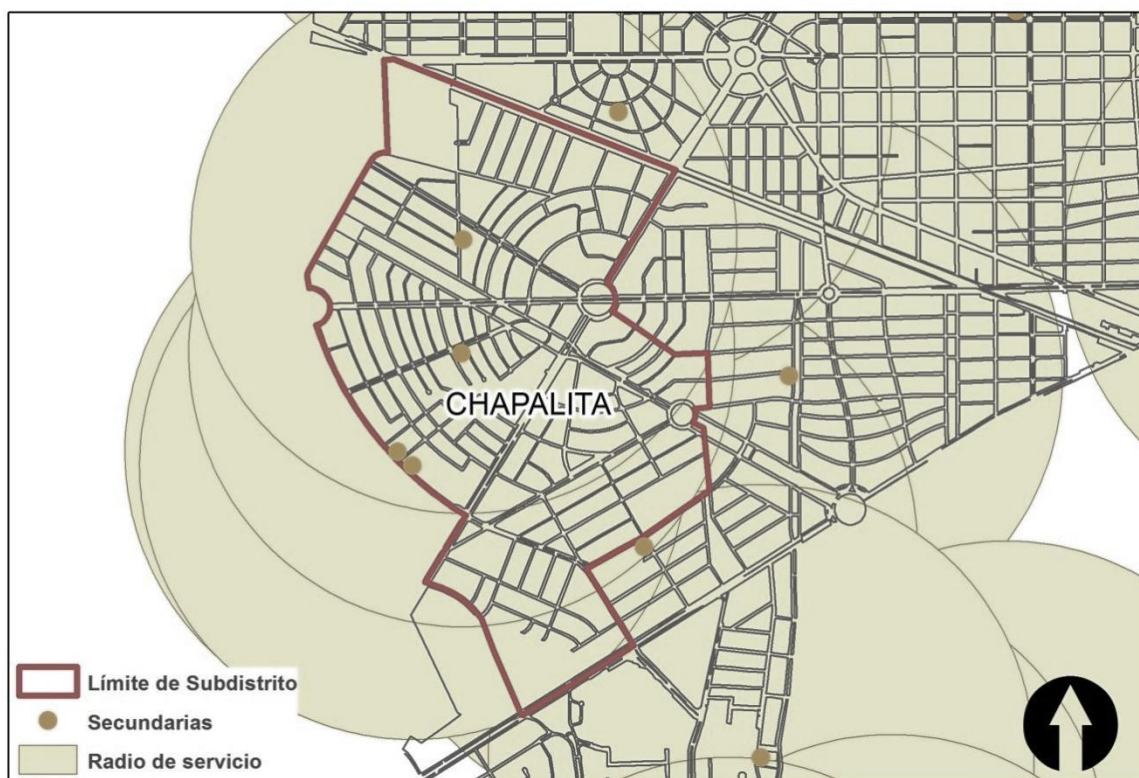 CHAPALITA
Límite de Subdistrito
Secundarias
Radio de servicio